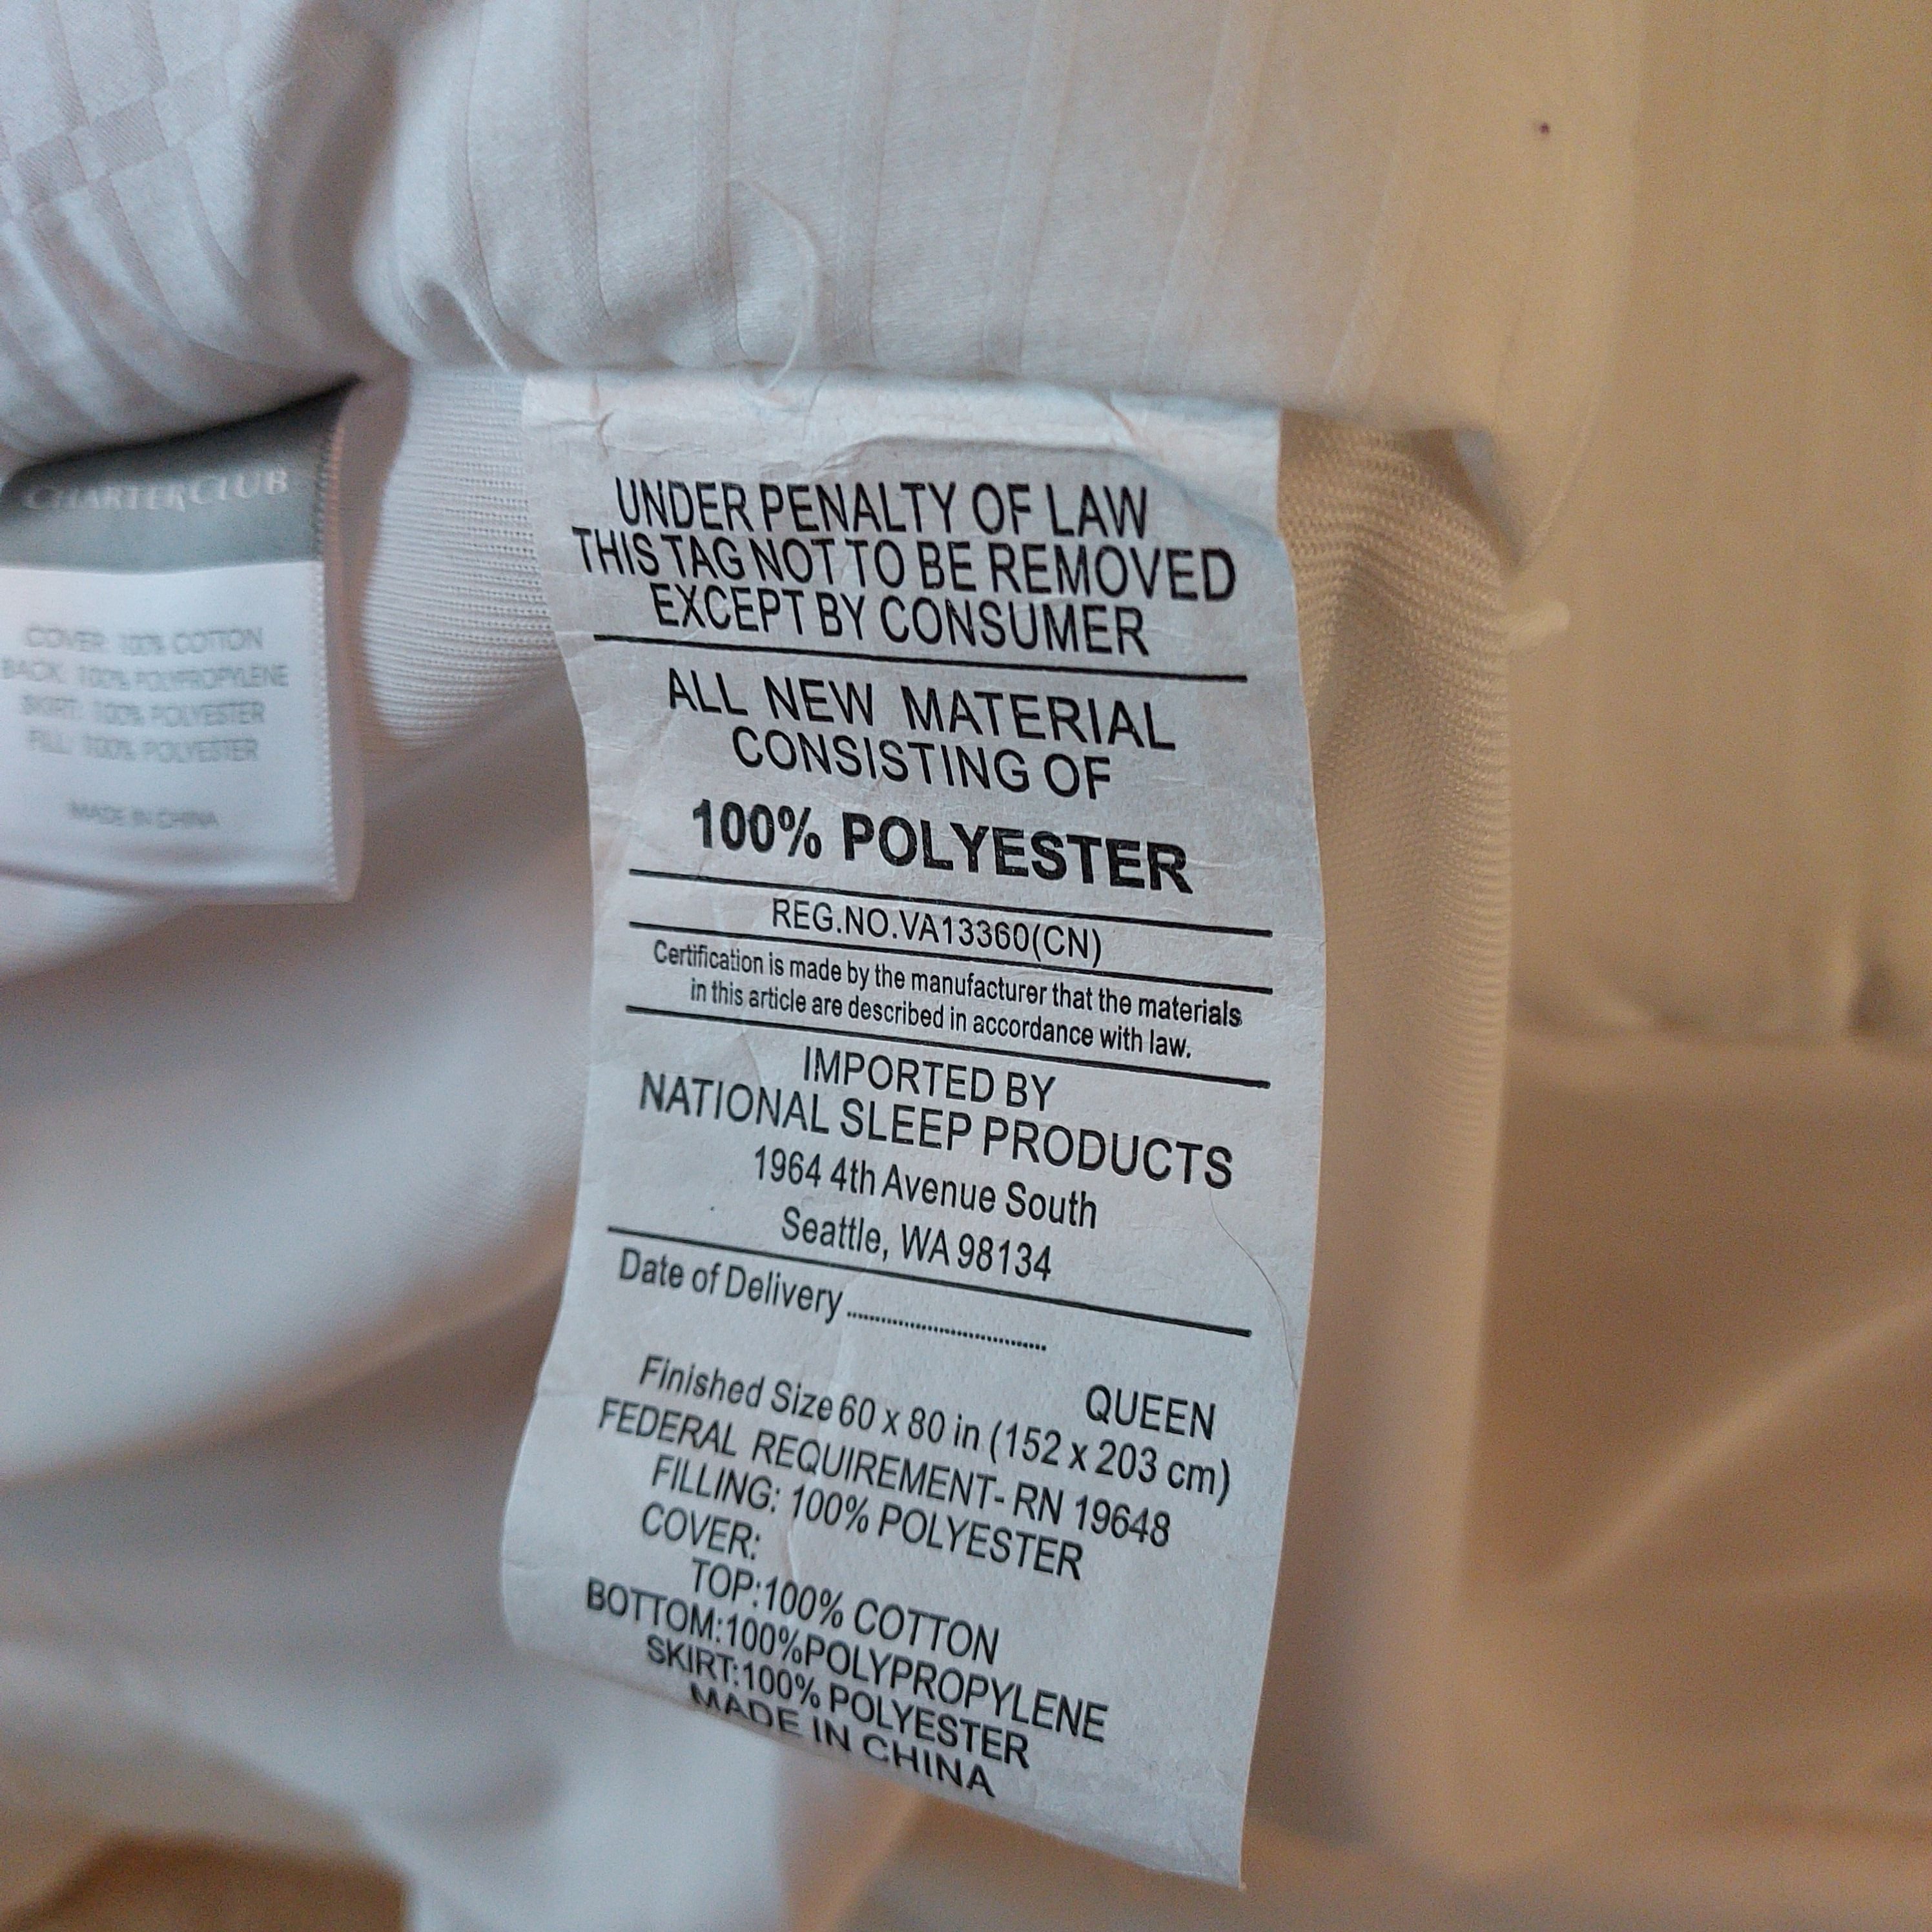 CHARTER CLUB
COVER: 100% COTTON
BACK: 100% POLYPROPYLENE
SKIRT: 100% POLYESTER
FILL: 100% POLYESTER
MADE IN CHINA
UNDER PENALTY OF LAW
THIS TAG NOT TO BE REMOVED
EXCEPT BY CONSUMER
ALL NEW MATERIAL
CONSISTING OF
100% POLYESTER
REG.NO.VA13360(CN)
Certification is made by the manufacturer that the materials
in this article are described in accordance with law.
IMPORTED BY
NATIONAL SLEEP PRODUCTS
1964 4th Avenue South
Seattle, WA 98134
Date of Delivery....................................
QUEEN
Finished Size 60 x 80 in (152 x 203 cm)
FEDERAL REQUIREMENT- RN 19648
FILLING: 100% POLYESTER
COVER:
TOP:100% COTTON
BOTTOM:100%POLYPROPYLENE
SKIRT:100% POLYESTER
MADE IN CHINA